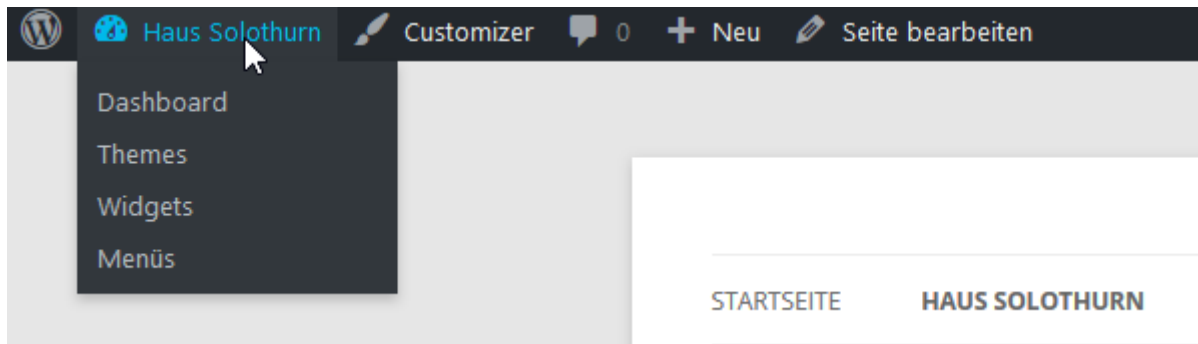 Haus Solothurn Customizer 0 Neu Seite bearbeiten
Dashboard
Themes
Widgets
Menüs
STARTSEITE HAUS SOLOTHURN